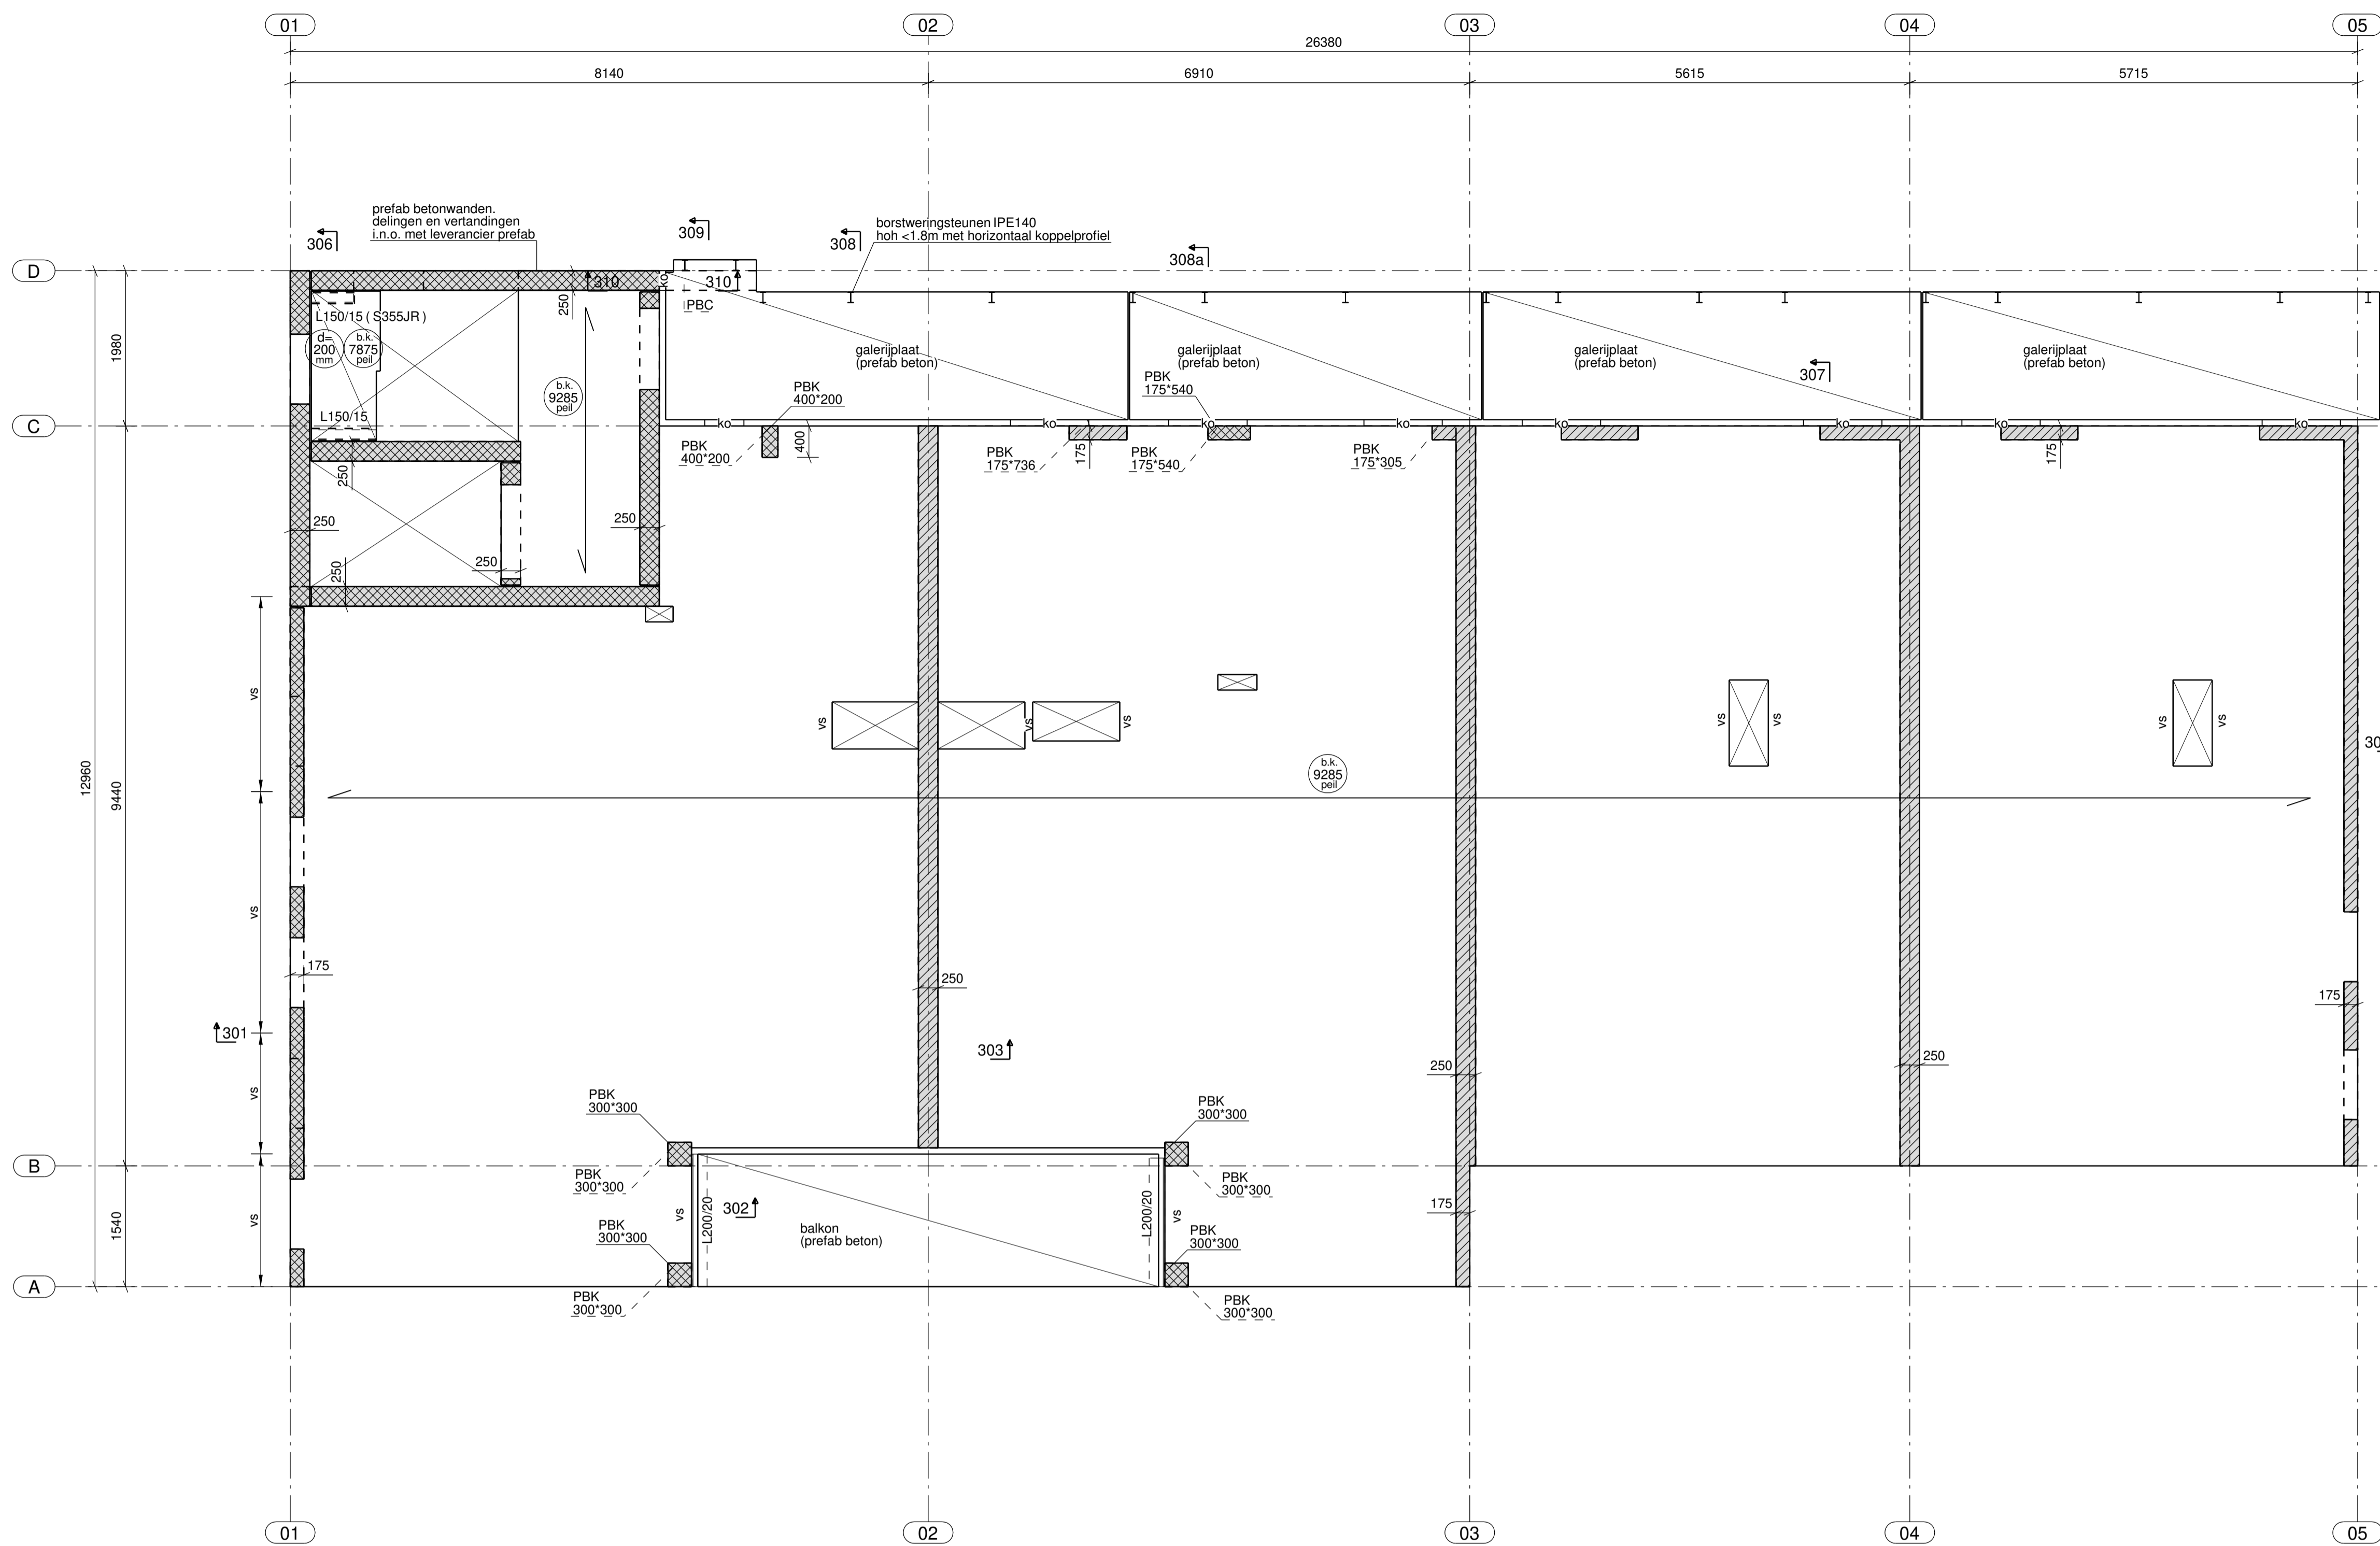 01
02
03
04
05
26380
8140
6910
5615
5715
prefab betonwanden.
delingen en vertandingen
i.n.o. met leverancier prefab
306
309
308
borstweringsteunen IPE140
hoh <1.8m met horizontaal koppelprofiel
308a
D
310
310
ko
250
PBC
L150/15 ( S355JR )
d=
200
mm
b.k.
7875
peil
1980
galerijplaat
(prefab beton)
galerijplaat
(prefab beton)
galerijplaat
(prefab beton)
307
galerijplaat
(prefab beton)
b.k.
9285
peil
PBK
400*200
PBK
175*540
L150/15
C
ko
ko
ko
ko
ko
ko
ko
ko
PBK
400*200
400
PBK
175*736
175
PBK
175*540
PBK
175*305
175
250
250
250
250
250
vs
vs
vs
vs
vs
vs
vs
vs
30
12960
9440
b.k.
9285
peil
vs
175
250
175
301
303
250
250
vs
PBK
300*300
PBK
300*300
B
PBK
300*300
PBK
300*300
1540
vs
vs
L200/20
302
balkon
(prefab beton)
L200/20
vs
175
PBK
300*300
PBK
300*300
A
PBK
300*300
PBK
300*300
01
02
03
04
05